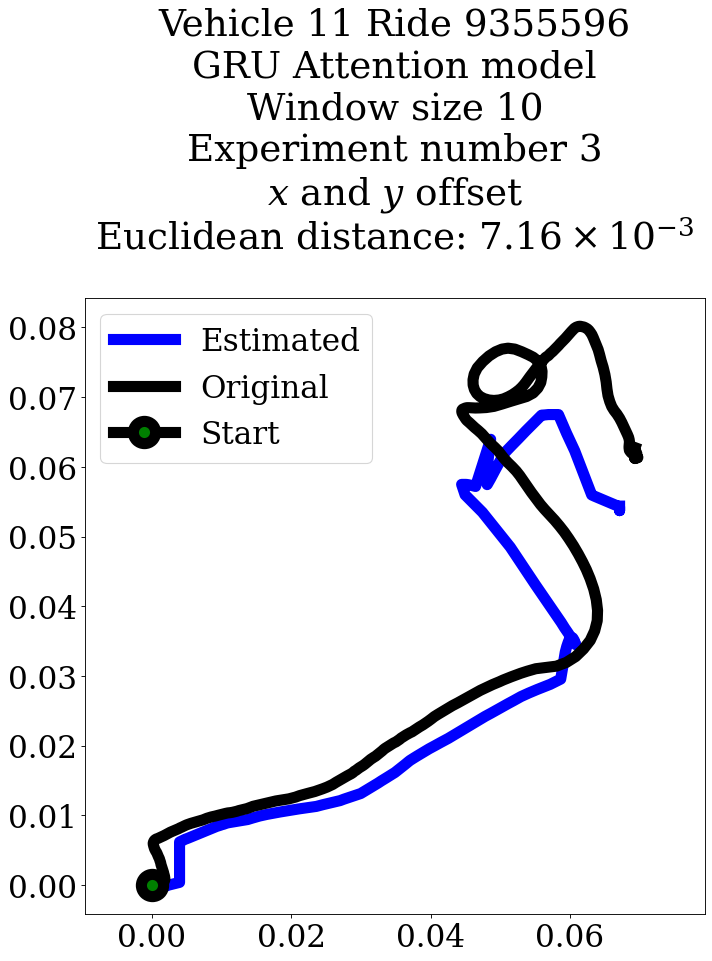 Vehicle 11 Ride 9355596
GRU Attention model
Window size 10
Experiment number 3
x and y offset
Euclidean distance: 7.16 × 10⁻³
Estimated
Original
Start
0.08
0.07
0.06
0.05
0.04
0.03
0.02
0.01
0.00
0.00 0.02 0.04 0.06